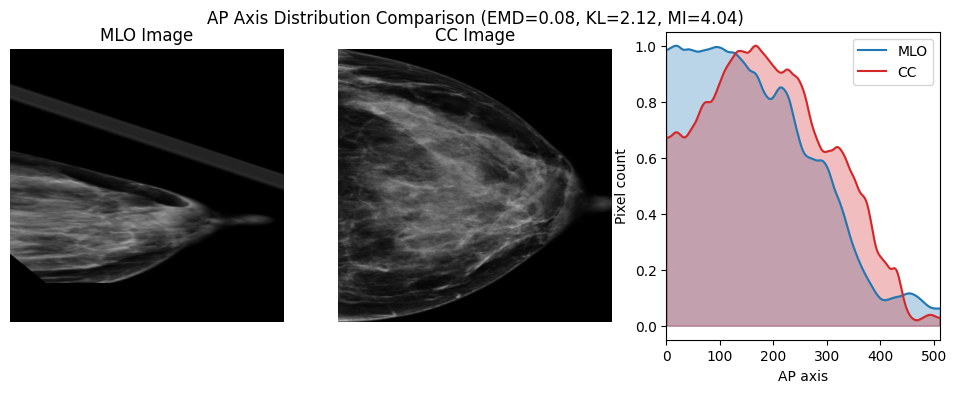 AP Axis Distribution Comparison (EMD=0.08, KL=2.12, MI=4.04)
MLO Image
CC Image
MLO
CC
Pixel count
1.0
0.8
0.6
0.4
0.2
0.0
0 100 200 300 400 500
AP axis